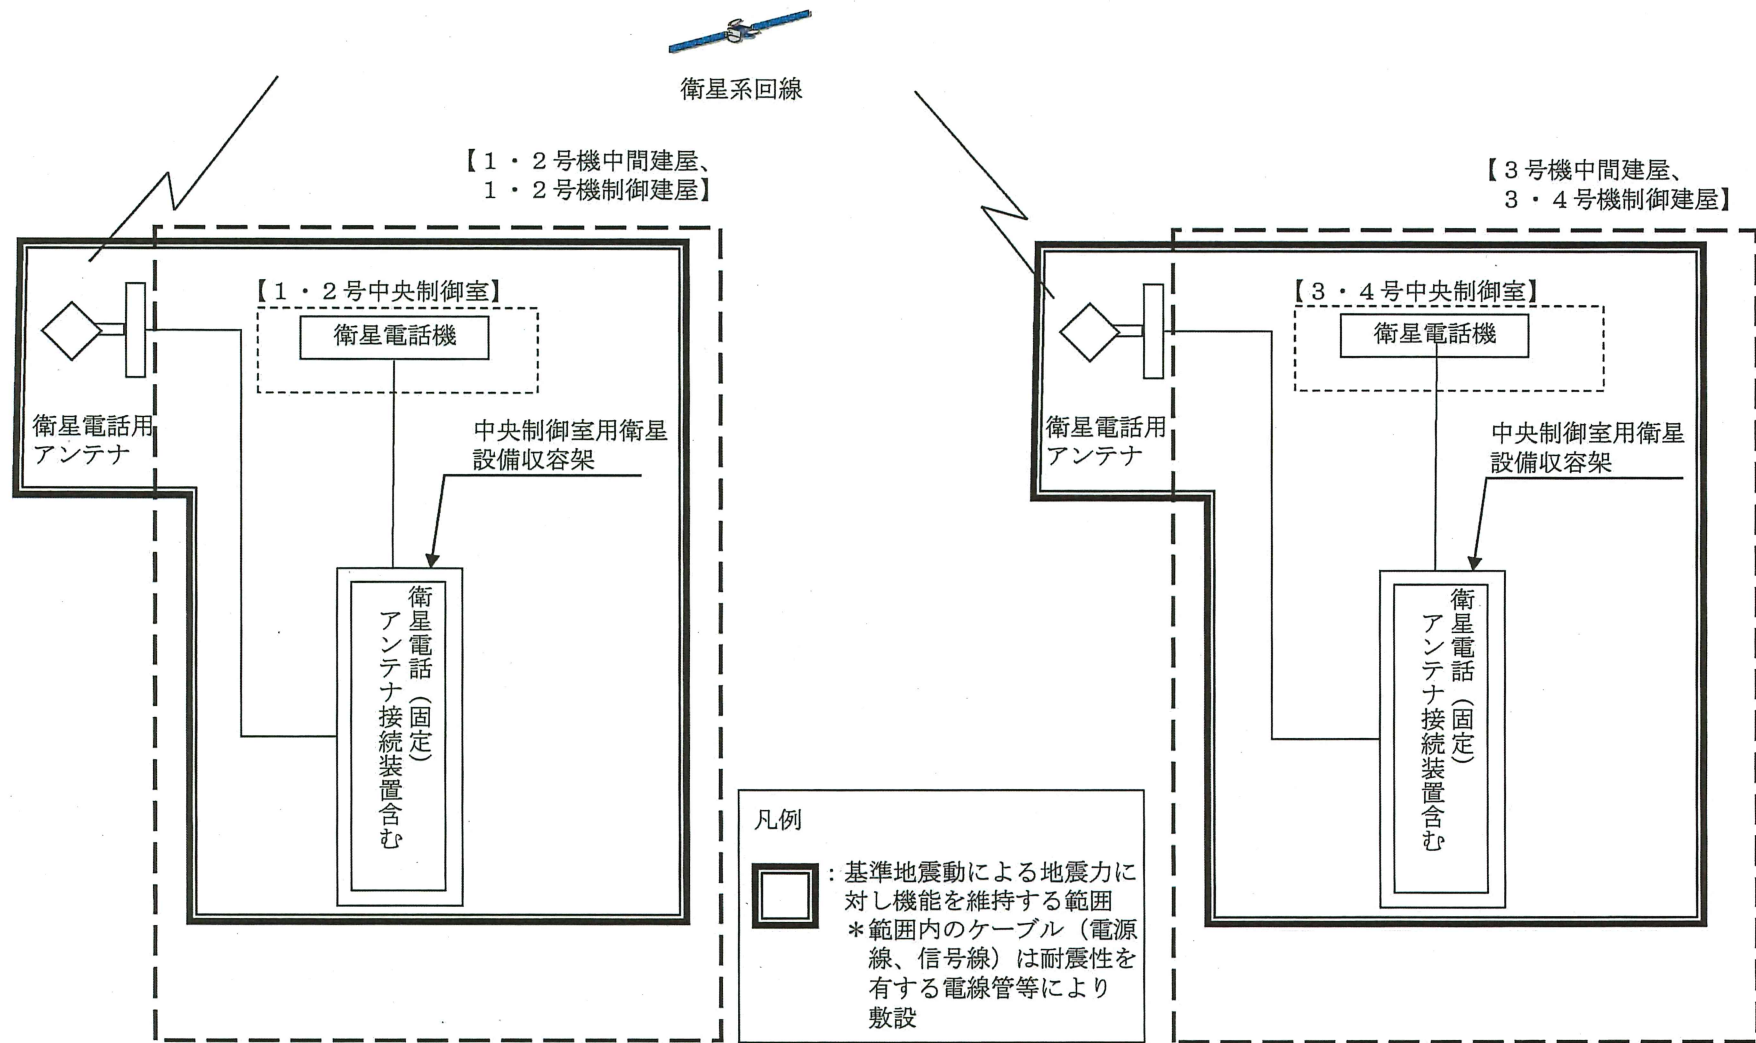 衛星系回線
【１・２号機中間建屋、
１・２号機制御建屋】
【１・２号中央制御室】
衛星電話機
衛星電話用
アンテナ
中央制御室用衛星
設備収容架
衛星電話（固定）
アンテナ接続装置含む
【３号機中間建屋、
３・４号機制御建屋】
【３・４号中央制御室】
衛星電話機
衛星電話用
アンテナ
中央制御室用衛星
設備収容架
衛星電話（固定）
アンテナ接続装置含む
凡例
：基準地震動による地震力に
対し機能を維持する範囲
＊範囲内のケーブル（電源
線、信号線）は耐震性を
有する電線管等により
敷設